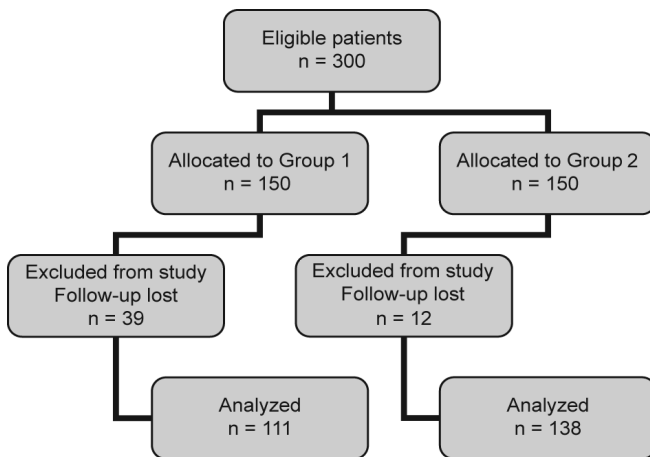 Eligible patients
n = 300
Allocated to Group 1
n = 150
Allocated to Group 2
n = 150
Excluded from study
Follow-up lost
n = 39
Excluded from study
Follow-up lost
n = 12
Analyzed
n = 111
Analyzed
n = 138